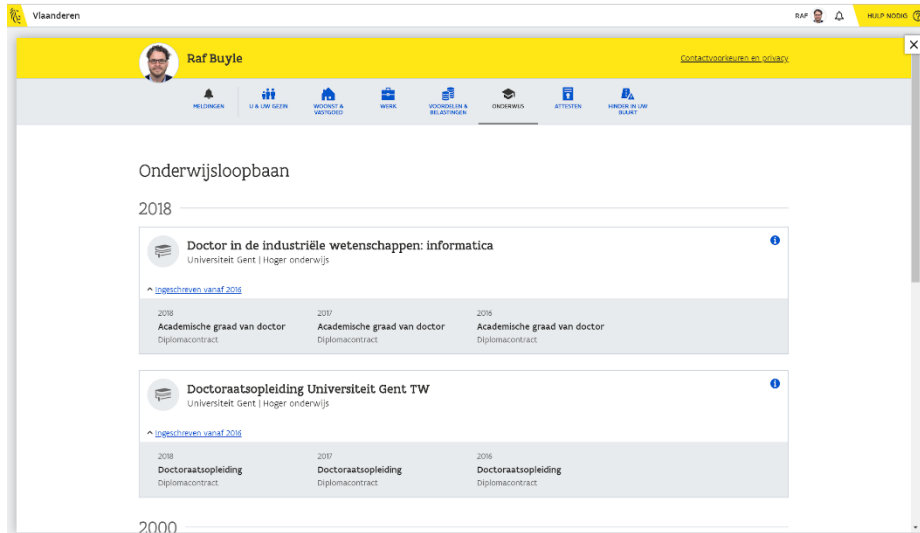 Vlaanderen
RAF
HULP NODIG
Raf Buyle
Contactvoorkeuren en privacy
MELDINGEN
U & UW GEZIN
WOONST &
VASTGOED
WERK
VOORDELEN &
BELASTINGEN
ONDERWIJS
ATTESTEN
HINDER IN UW
BUURT
Onderwijsloopbaan
2018
Doctor in de industriële wetenschappen: informatica
Universiteit Gent | Hoger onderwijs
Ingeschreven vanaf 2016
2018 2017 2016
Academische graad van doctor Academische graad van doctor Academische graad van doctor
Diplomacontract Diplomacontract Diplomacontract
Doctoraatsopleiding Universiteit Gent TW
Universiteit Gent | Hoger onderwijs
Ingeschreven vanaf 2016
2018 2017 2016
Doctoraatsopleiding Doctoraatsopleiding Doctoraatsopleiding
Diplomacontract Diplomacontract Diplomacontract
2000